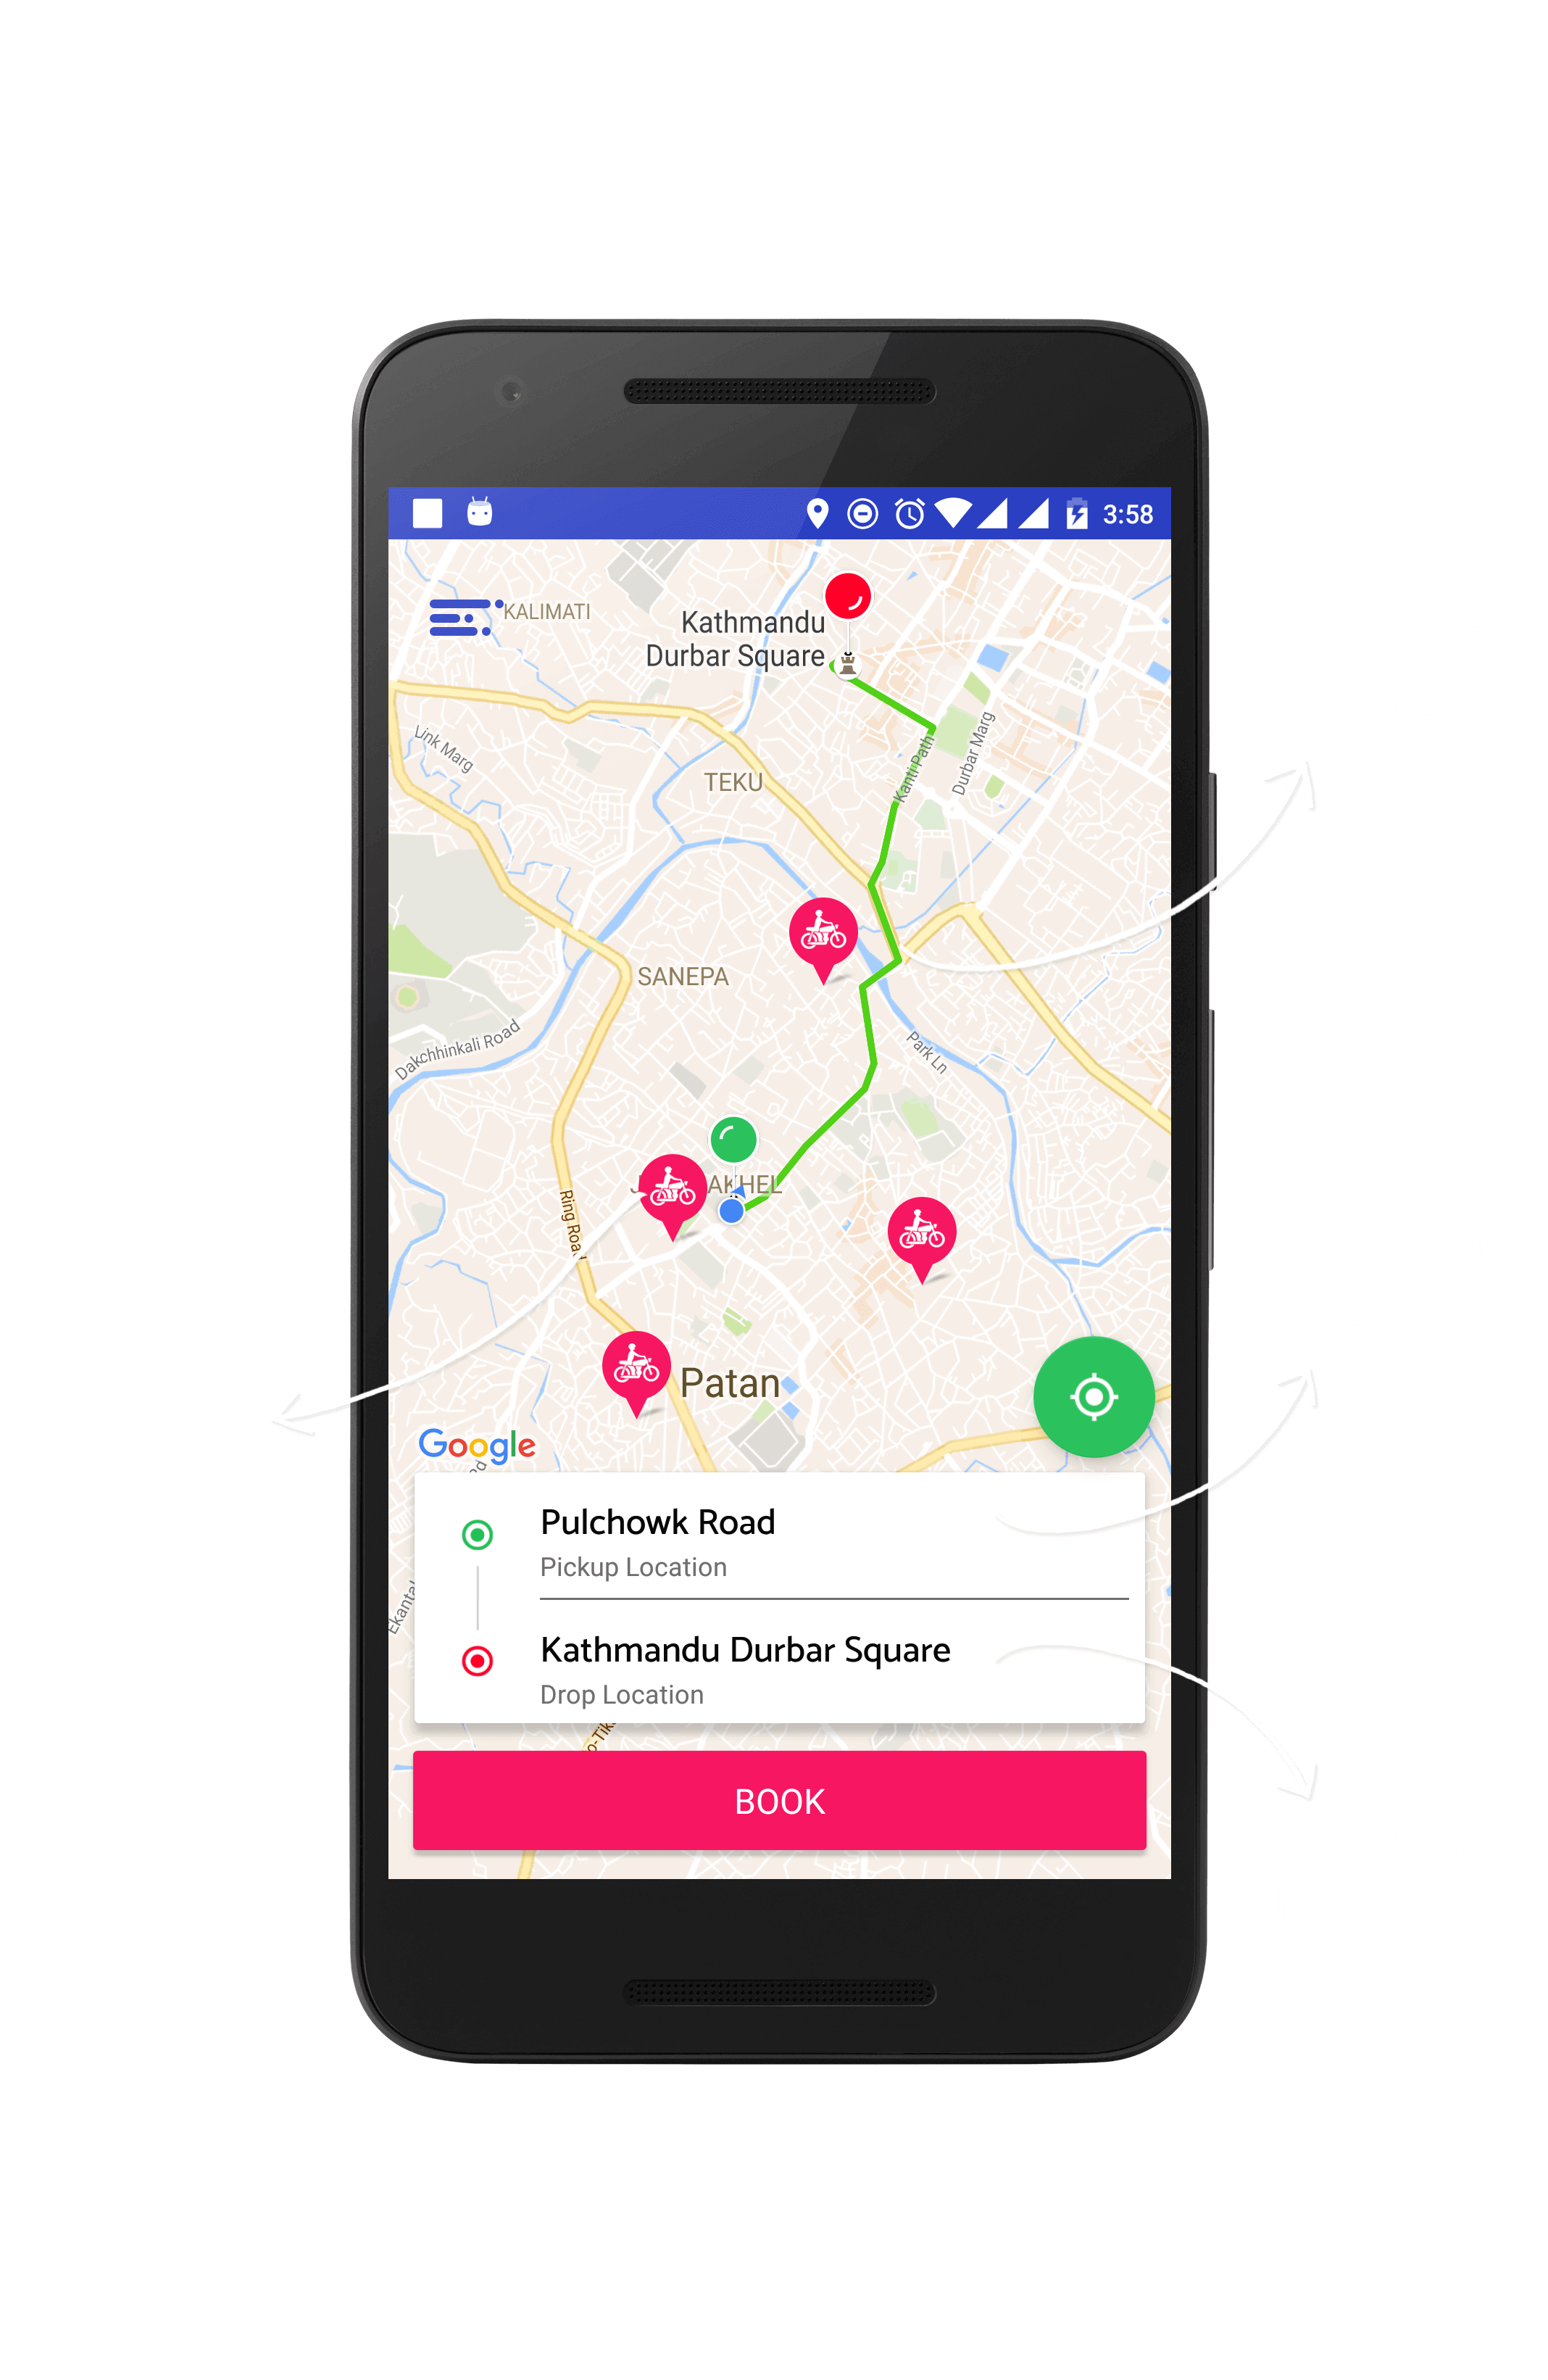 3:58
KALIMATI
Kathmandu
Durbar Square
Link Marg
Kanti Path
Durbar Marg
TEKU
SANEPA
Dakchhinkali Road
Park Ln
AKHEL
Ring Road
Patan
Google
Pulchowk Road
Pickup Location
Kathmandu Durbar Square
Drop Location
BOOK